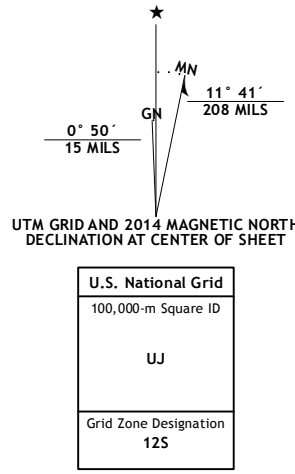 ★
MN
11° 41´
208 MILS
GN
0° 50´
15 MILS
UTM GRID AND 2014 MAGNETIC NORTH
DECLINATION AT CENTER OF SHEET
U.S. National Grid
100,000-m Square ID
UJ
Grid Zone Designation
12S